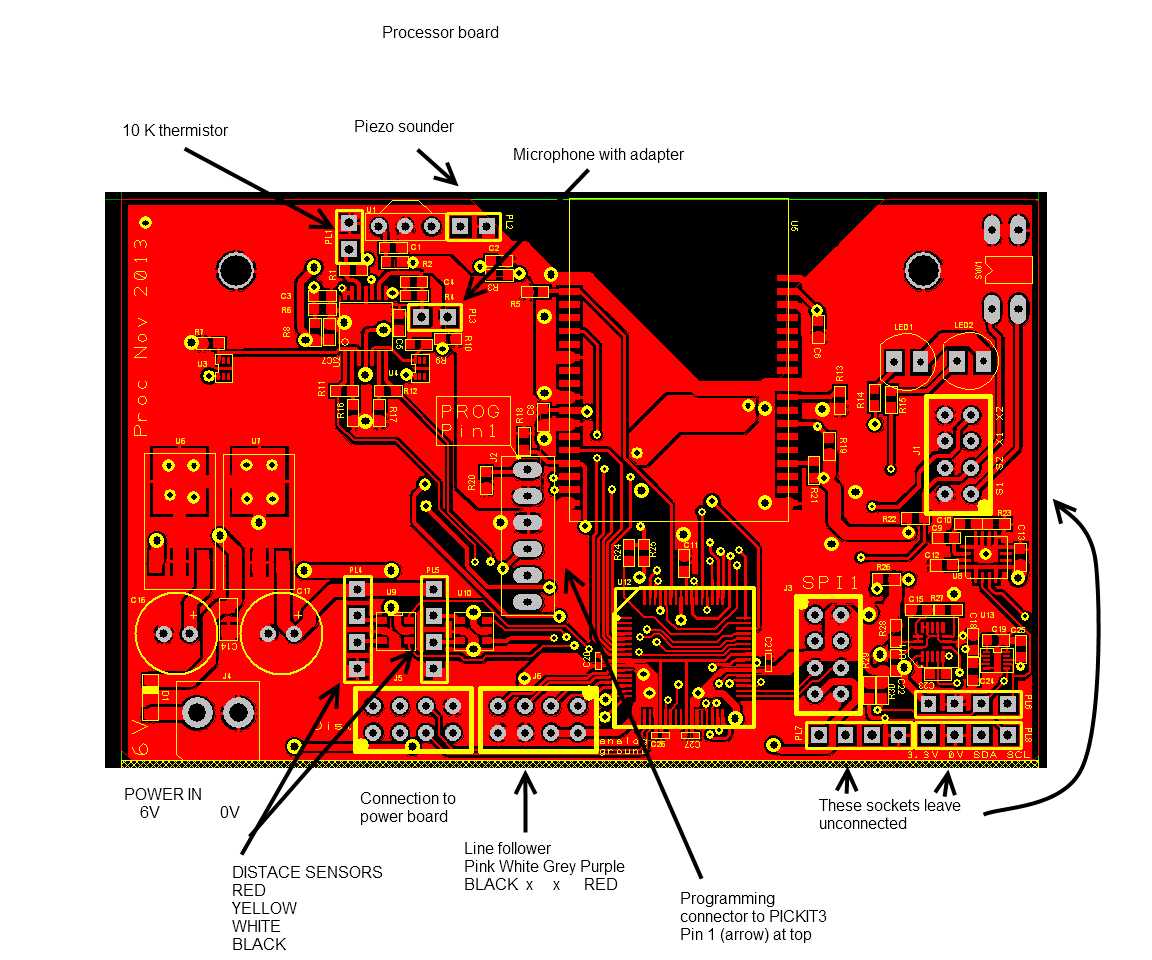 Processor board
10 K thermistor
Piezo sounder
Microphone with adapter
Proc Nov 2013
PL1
U1
PL2
C1
C2
R1
R2
R3
C3
C4
R6
R4
R5
R8
PL3
R10
R9
C5
U5
SW1
C6
LED1
LED2
R7
U3
U4
R11
R12
R16
R17
PROG
Pin1
R18
C8
R13
R14
R15
R19
R21
J1
S1 S2 X1 X2
U6
U7
J2
R20
R22
C10
R23
C9
C13
C12
U8
R24
R25
C11
U12
SPI1
J3
R26
C15
R27
U13
R28
C18
C19
C25
PL4
PL5
U9
U10
C16
C17
C14
C23
C21
C22
C24
D1
J4
J5
J6
6V
Dis
analog
ground
C26
C27
PL7
PL6
PL8
3.3V 0V SDA SCL
POWER IN
6V 0V
Connection to
power board
These sockets leave
unconnected
Line follower
Pink White Grey Purple
BLACK x x RED
DISTACE SENSORS
RED
YELLOW
WHITE
BLACK
Programming
connector to PICKIT3
Pin 1 (arrow) at top